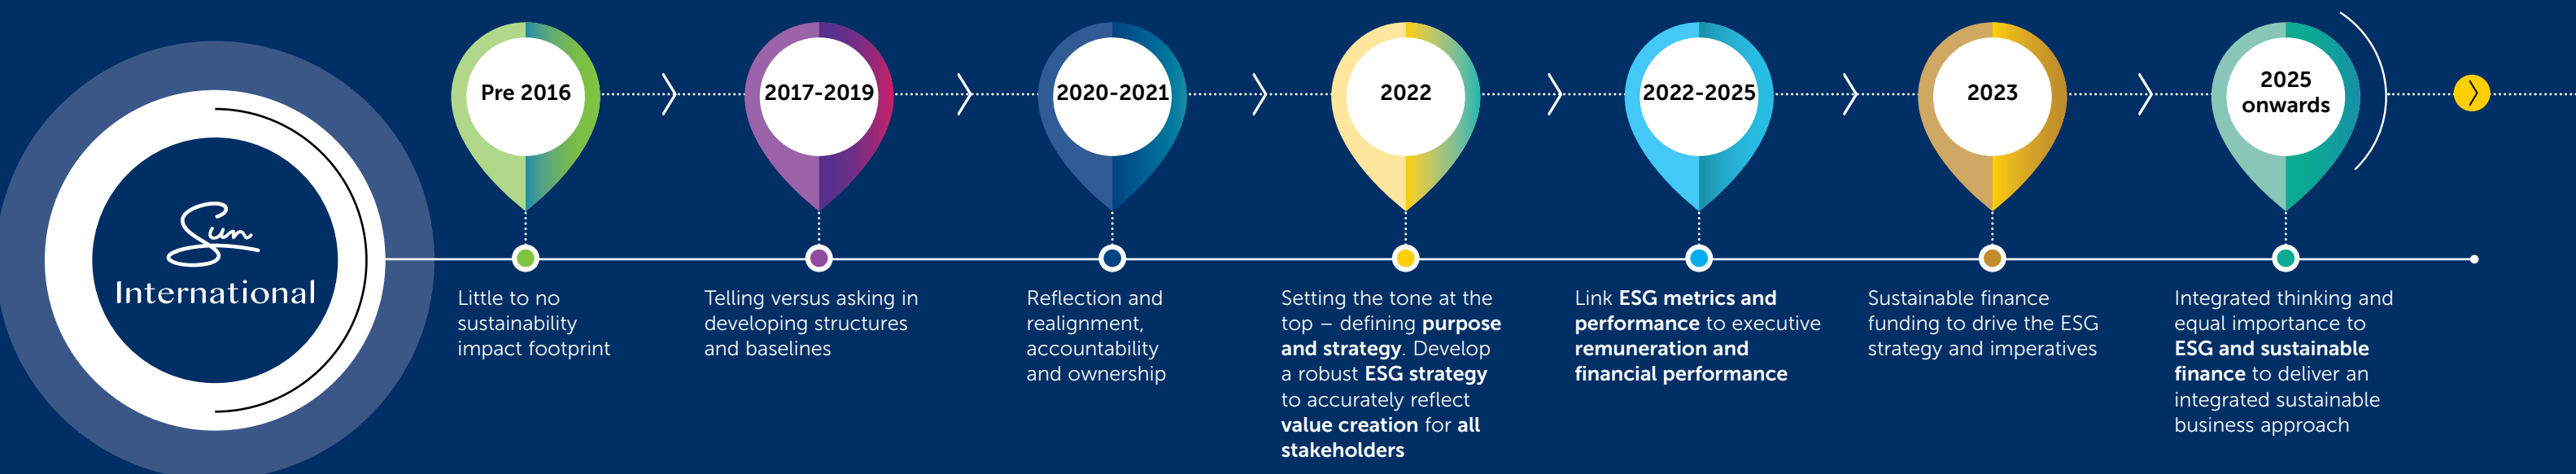 Sun
International
Pre 2016
Little to no
sustainability
impact footprint
2017-2019
Telling versus asking in
developing structures
and baselines
2020-2021
Reflection and
realignment,
accountability
and ownership
2022
Setting the tone at the
top – defining purpose
and strategy. Develop
a robust ESG strategy
to accurately reflect
value creation for all
stakeholders
2022-2025
Link ESG metrics and
performance to executive
remuneration and
financial performance
2023
Sustainable finance
funding to drive the ESG
strategy and imperatives
2025
onwards
Integrated thinking and
equal importance to
ESG and sustainable
finance to deliver an
integrated sustainable
business approach